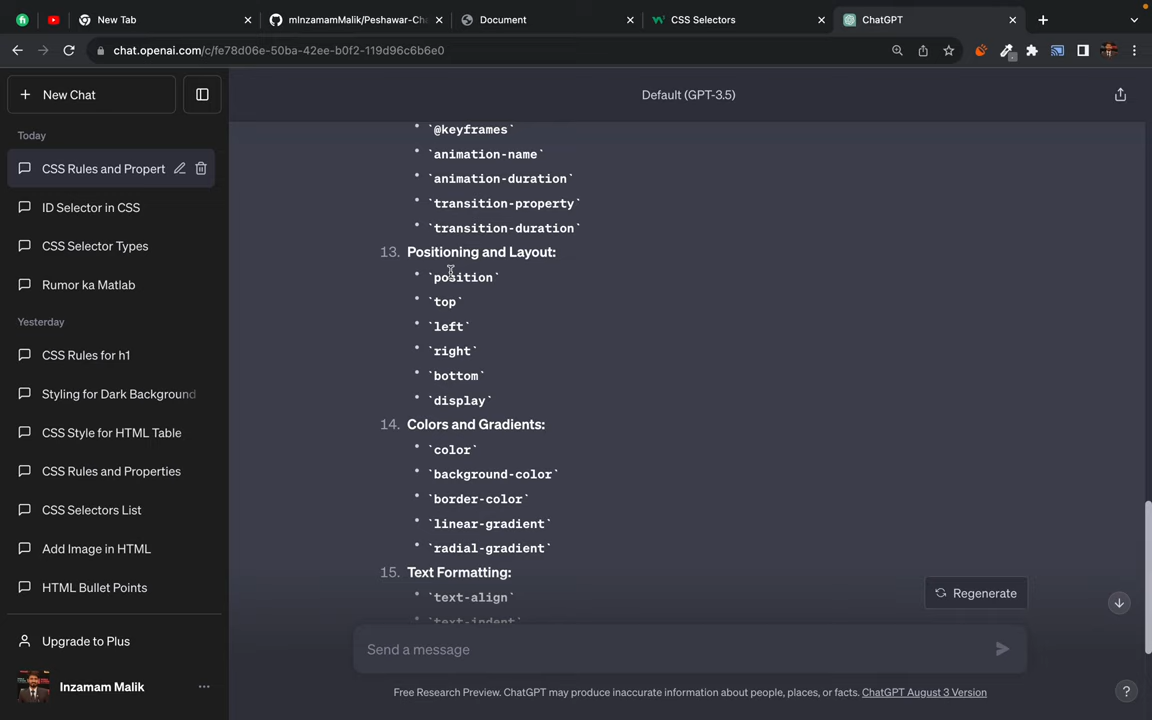 New Tab
mInzamamMalik/Peshawar-Cha
Document
CSS Selectors
ChatGPT
chat.openai.com/c/fe78d06e-50ba-42ee-b0f2-119d96c6b6e0
New Chat
Default (GPT-3.5)
Today
CSS Rules and Propert
ID Selector in CSS
CSS Selector Types
Rumor ka Matlab
Yesterday
CSS Rules for h1
Styling for Dark Background
CSS Style for HTML Table
CSS Rules and Properties
CSS Selectors List
Add Image in HTML
HTML Bullet Points
Upgrade to Plus
Inzamam Malik
• `@keyframes`
• `animation-name`
• `animation-duration`
• `transition-property`
• `transition-duration`
13. Positioning and Layout:
• `position`
• `top`
• `left`
• `right`
• `bottom`
• `display`
14. Colors and Gradients:
• `color`
• `background-color`
• `border-color`
• `linear-gradient`
• `radial-gradient`
15. Text Formatting:
• `text-align`
• `text-indent`
Regenerate
Send a message
Free Research Preview. ChatGPT may produce inaccurate information about people, places, or facts. ChatGPT August 3 Version
?